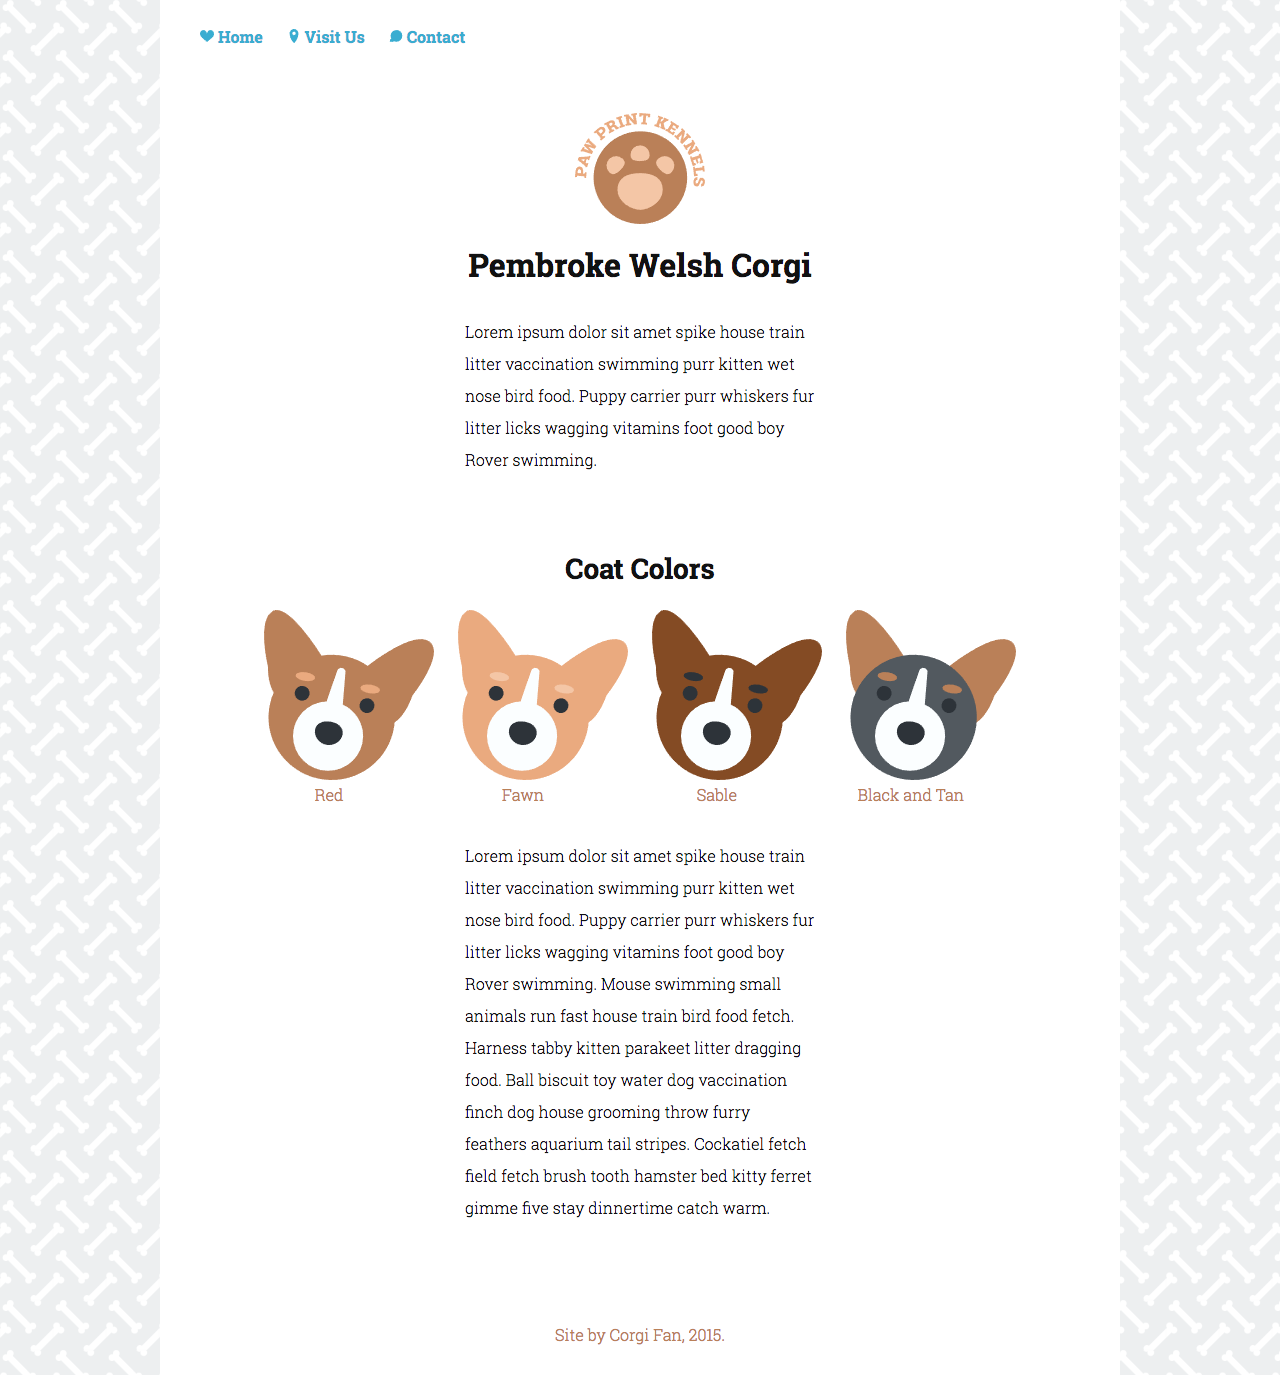 Home Visit Us Contact
PAW PRINT KENNELS
Pembroke Welsh Corgi
Lorem ipsum dolor sit amet spike house train
litter vaccination swimming purr kitten wet
nose bird food. Puppy carrier purr whiskers fur
litter licks wagging vitamins foot good boy
Rover swimming.
Coat Colors
Red Fawn Sable Black and Tan
Lorem ipsum dolor sit amet spike house train
litter vaccination swimming purr kitten wet
nose bird food. Puppy carrier purr whiskers fur
litter licks wagging vitamins foot good boy
Rover swimming. Mouse swimming small
animals run fast house train bird food fetch.
Harness tabby kitten parakeet litter dragging
food. Ball biscuit toy water dog vaccination
finch dog house grooming throw furry
feathers aquarium tail stripes. Cockatiel fetch
field fetch brush tooth hamster bed kitty ferret
gimme five stay dinnertime catch warm.
Site by Corgi Fan, 2015.